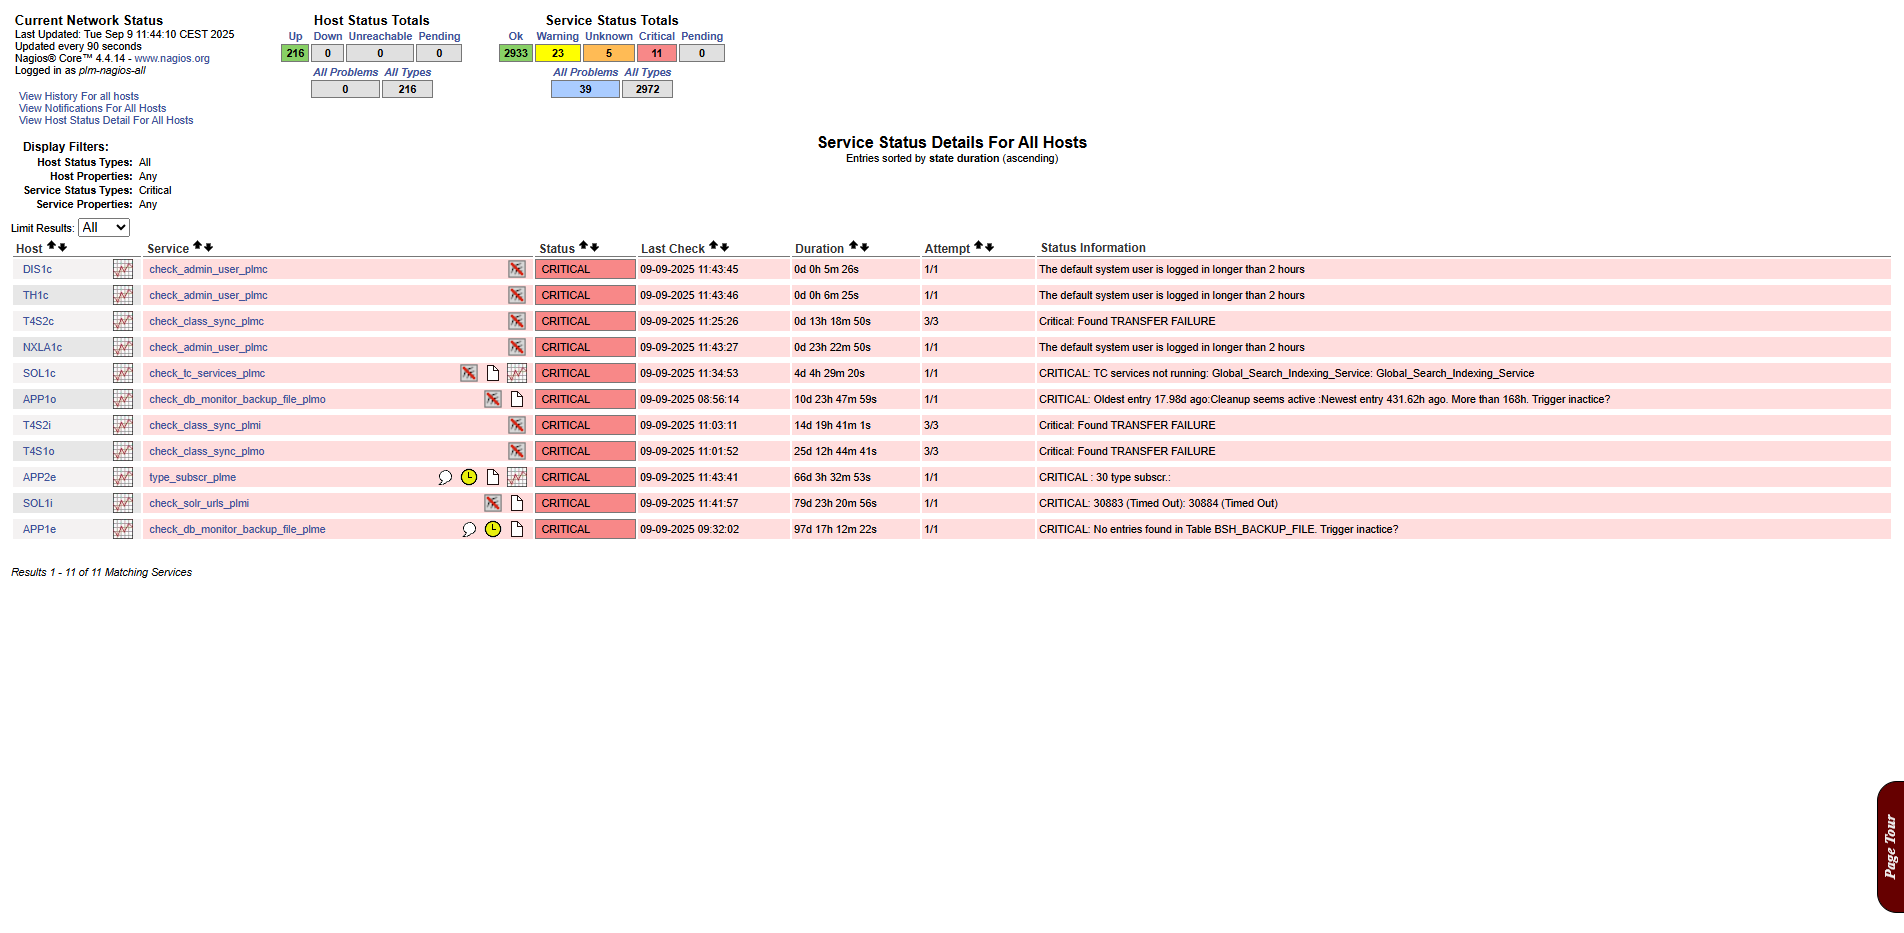 Current Network Status
Last Updated: Tue Sep 9 11:44:10 CEST 2025
Updated every 90 seconds
Nagios® Core™ 4.4.14 - www.nagios.org
Logged in as plm-nagios-all
View History For all hosts
View Notifications For All Hosts
View Host Status Detail For All Hosts
Host Status Totals
Up Down Unreachable Pending
216 0 0 0
All Problems All Types
0 216
Service Status Totals
Ok Warning Unknown Critical Pending
2933 23 5 11 0
All Problems All Types
39 2972
Display Filters:
Host Status Types: All
Host Properties: Any
Service Status Types: Critical
Service Properties: Any
Service Status Details For All Hosts
Entries sorted by state duration (ascending)
Limit Results: All
Host Service Status Last Check Duration Attempt Status Information
DIS1c check_admin_user_plmc CRITICAL 09-09-2025 11:43:45 0d 0h 5m 26s 1/1 The default system user is logged in longer than 2 hours
TH1c check_admin_user_plmc CRITICAL 09-09-2025 11:43:46 0d 0h 6m 25s 1/1 The default system user is logged in longer than 2 hours
T4S2c check_class_sync_plmc CRITICAL 09-09-2025 11:25:26 0d 13h 18m 50s 3/3 Critical: Found TRANSFER FAILURE
NXLA1c check_admin_user_plmc CRITICAL 09-09-2025 11:43:27 0d 23h 22m 50s 1/1 The default system user is logged in longer than 2 hours
SOL1c check_tc_services_plmc CRITICAL 09-09-2025 11:34:53 4d 4h 29m 20s 1/1 CRITICAL: TC services not running: Global_Search_Indexing_Service: Global_Search_Indexing_Service
APP1o check_db_monitor_backup_file_plmo CRITICAL 09-09-2025 08:56:14 10d 23h 47m 59s 1/1 CRITICAL: Oldest entry 17.98d ago:Cleanup seems active :Newest entry 431.62h ago. More than 168h. Trigger inactice?
T4S2i check_class_sync_plmi CRITICAL 09-09-2025 11:03:11 14d 19h 41m 1s 3/3 Critical: Found TRANSFER FAILURE
T4S1o check_class_sync_plmo CRITICAL 09-09-2025 11:01:52 25d 12h 44m 41s 3/3 Critical: Found TRANSFER FAILURE
APP2e type_subscr_plme CRITICAL 09-09-2025 11:43:41 66d 3h 32m 53s 1/1 CRITICAL : 30 type subscr.:
SOL1i check_solr_urls_plmi CRITICAL 09-09-2025 11:41:57 79d 23h 20m 56s 1/1 CRITICAL: 30883 (Timed Out): 30884 (Timed Out)
APP1e check_db_monitor_backup_file_plme CRITICAL 09-09-2025 09:32:02 97d 17h 12m 22s 1/1 CRITICAL: No entries found in Table BSH_BACKUP_FILE. Trigger inactice?
Results 1 - 11 of 11 Matching Services
Page Tour